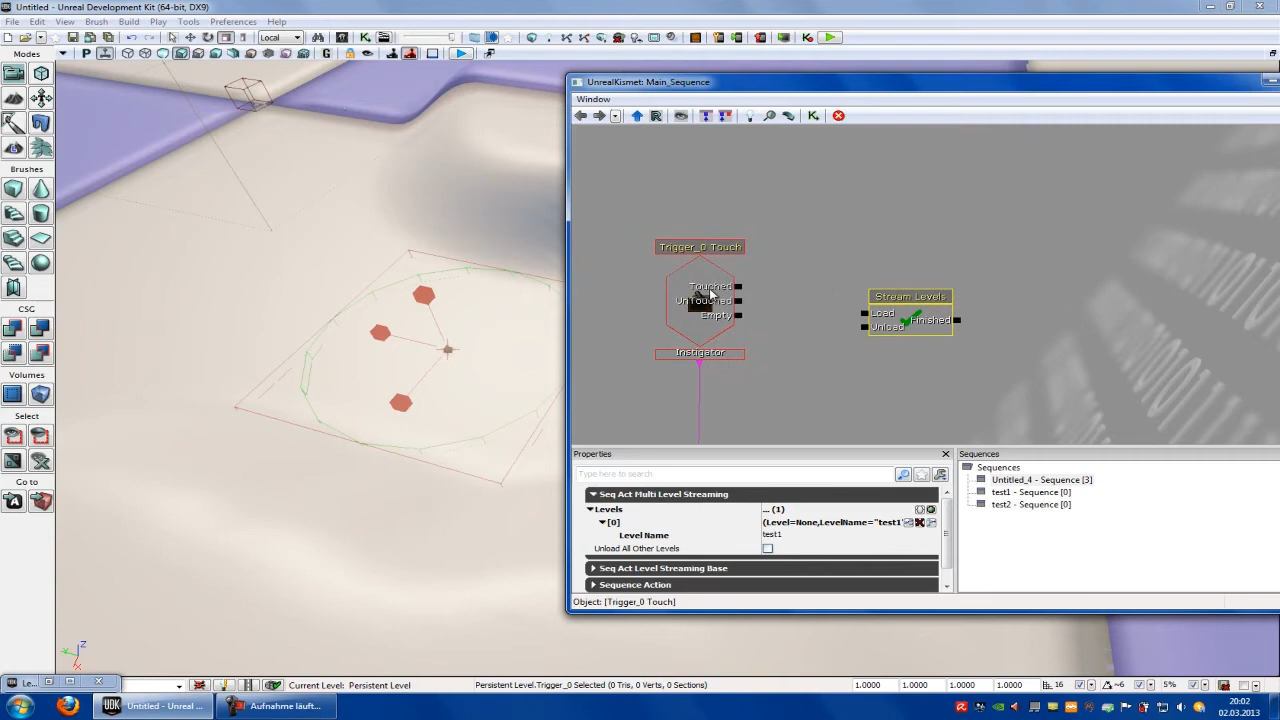 Untitled - Unreal Development Kit (64-bit, DX9)
File Edit View Brush Build Play Tools Preferences Help
Local
Modes
Brushes
CSG
Volumes
Select
Go to
UnrealKismet: Main_Sequence
Window
Trigger_0 Touch
Touched
UnTouched
Empty
Instigator
Stream Levels
Load
Unload
Finished
Properties
Type here to search
Seq Act Multi Level Streaming
Levels ... (1)
[0] (Level=None,LevelName="test1"
Level Name test1
Unload All Other Levels
Seq Act Level Streaming Base
Sequence Action
Sequences
Sequences
Untitled_4 - Sequence [3]
test1 - Sequence [0]
test2 - Sequence [0]
Object: [Trigger_0 Touch]
Z
Y
X
Le...
Current Level: Persistent Level
Persistent Level.Trigger_0 Selected (0 Tris, 0 Verts, 0 Sections)
1.0000 1.0000 1.0000 1.0000 16 ~6 5%
Untitled - Unreal ...
Aufnahme läuft...
20:02
02.03.2013